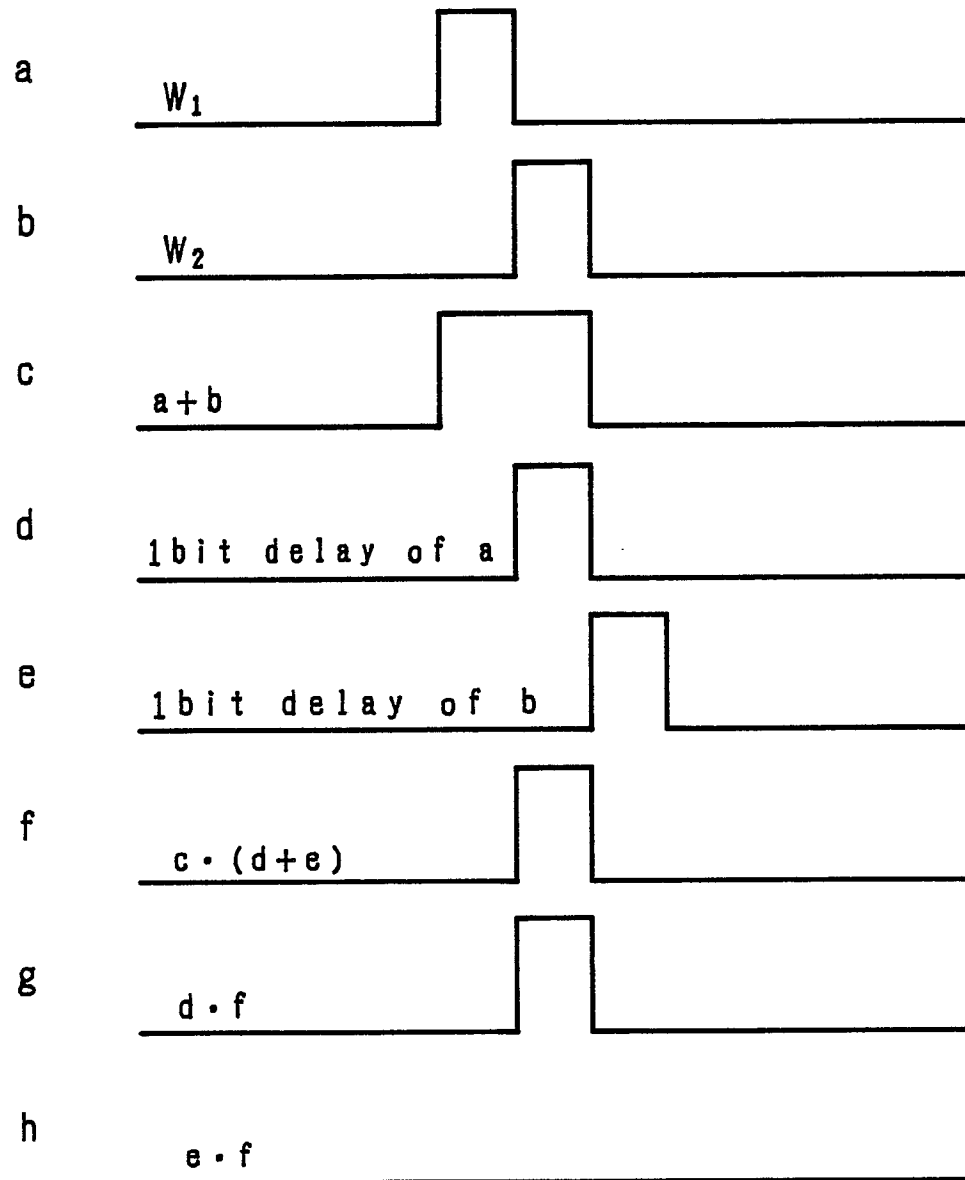 a
W₁
b
W₂
c
a+b
d
1bit delay of a
e
1bit delay of b
f
c・(d+e)
g
d・f
h
e・f